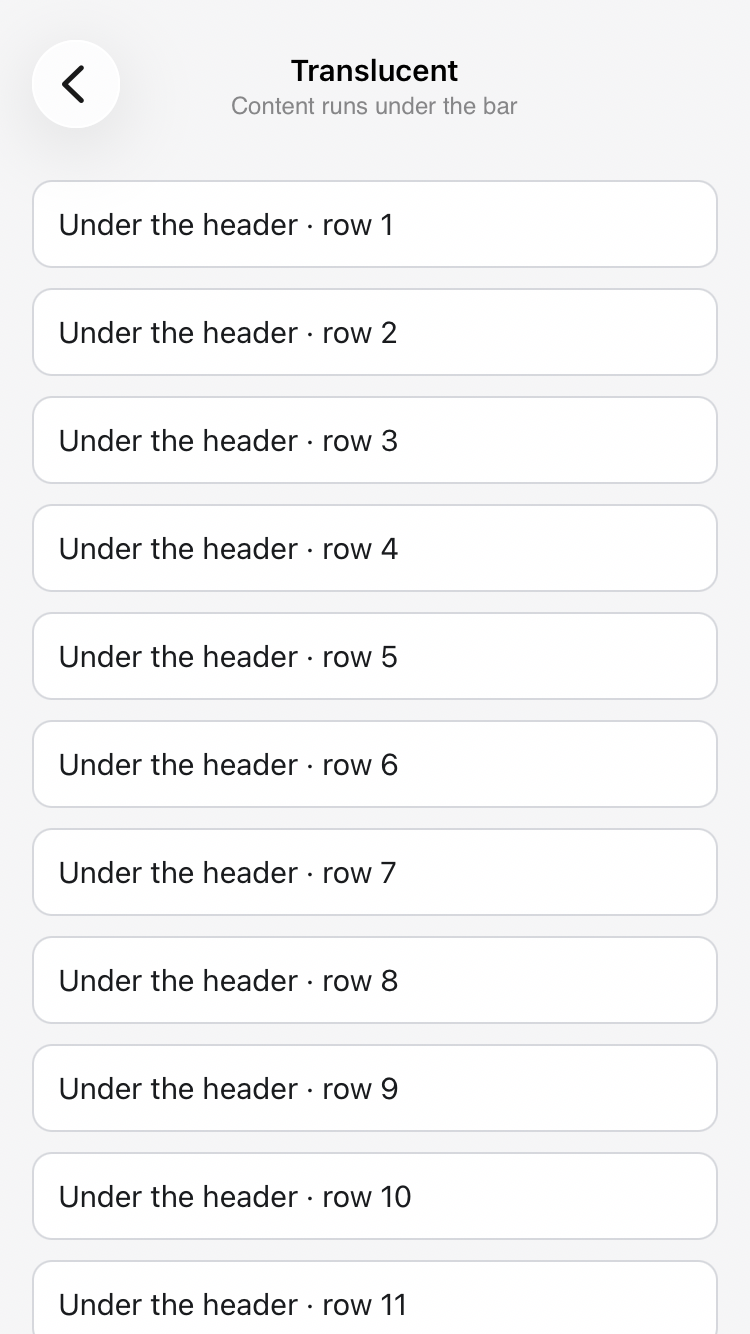 Translucent
Content runs under the bar
Under the header · row 1
Under the header · row 2
Under the header · row 3
Under the header · row 4
Under the header · row 5
Under the header · row 6
Under the header · row 7
Under the header · row 8
Under the header · row 9
Under the header · row 10
Under the header · row 11